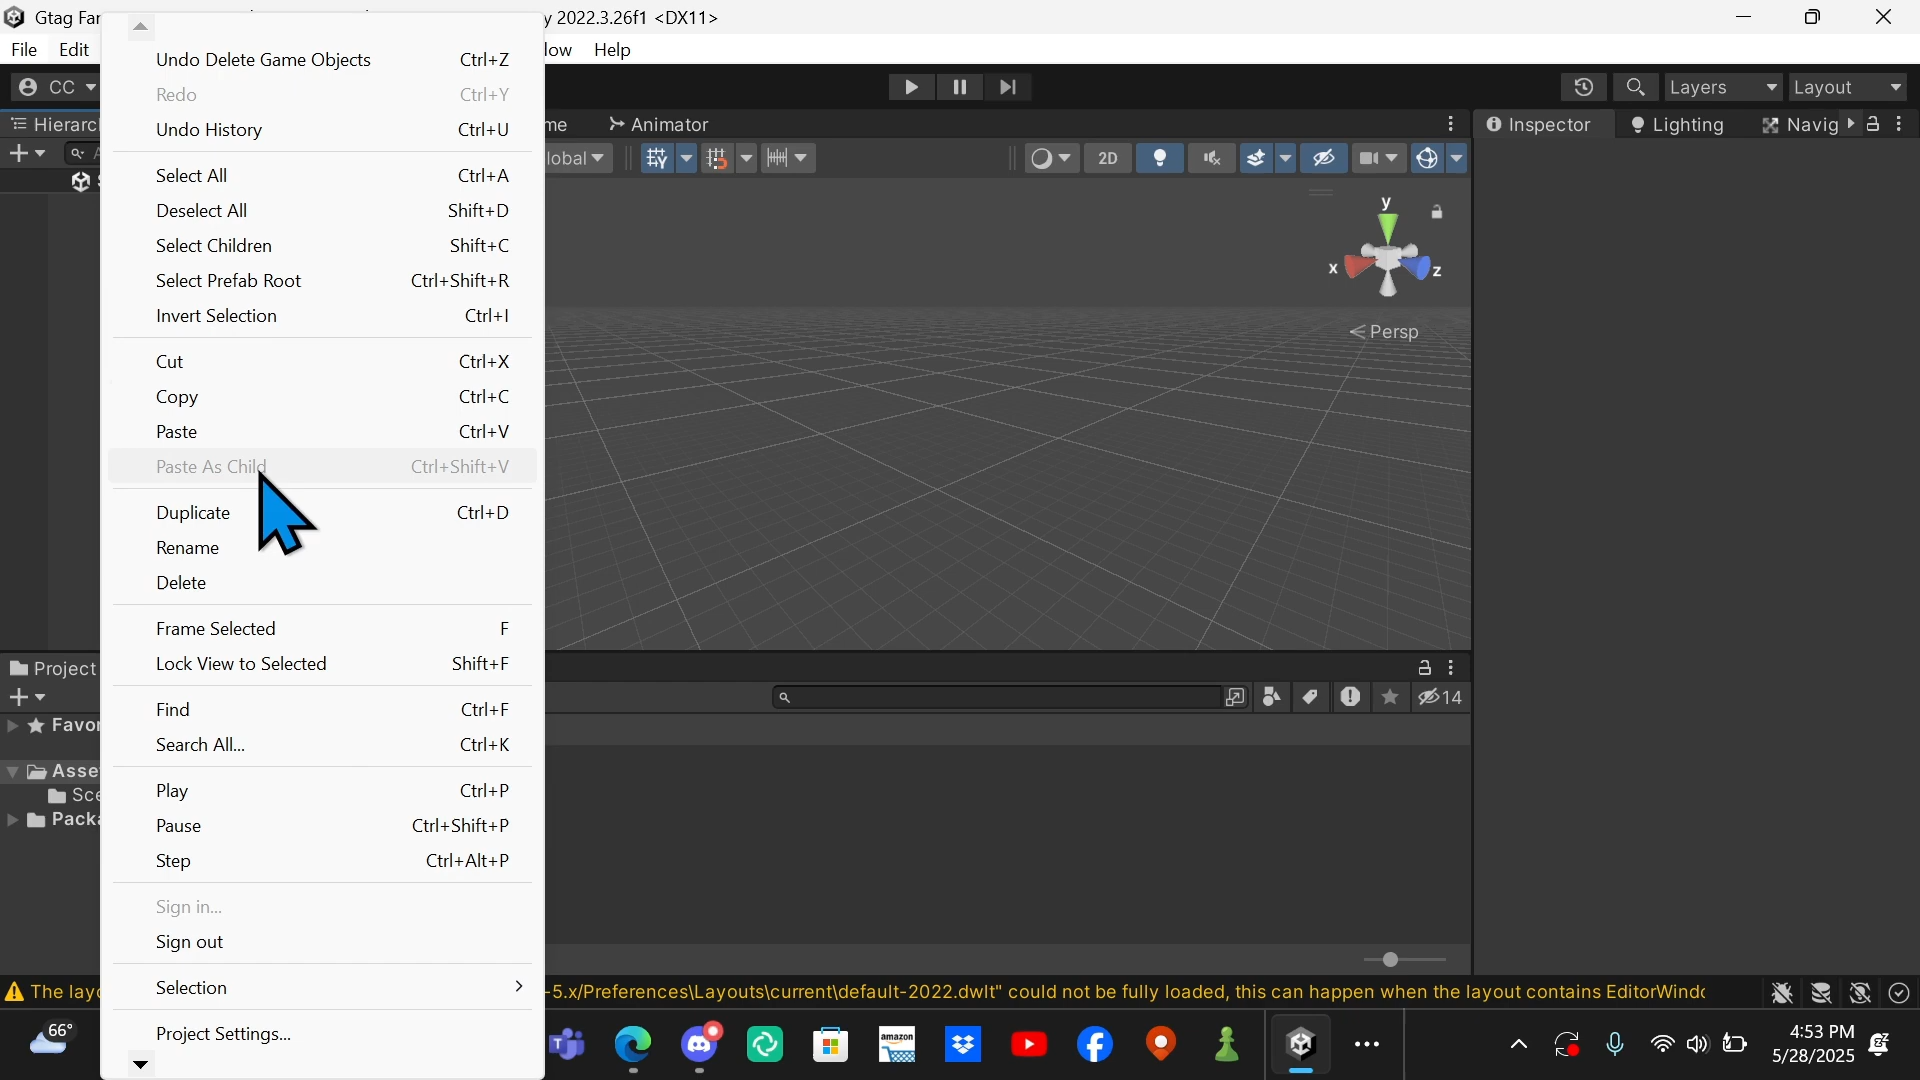 Gtag Far
y 2022.3.26f1 <DX11>
File Edit
low Help
CC
Layers
Layout
Hierarc
me
Animator
Inspector
Lighting
Navig
lobal
2D
Undo Delete Game Objects Ctrl+Z
Redo Ctrl+Y
Undo History Ctrl+U
Select All Ctrl+A
Deselect All Shift+D
Select Children Shift+C
Select Prefab Root Ctrl+Shift+R
Invert Selection Ctrl+I
Cut Ctrl+X
Copy Ctrl+C
Paste Ctrl+V
Paste As Child Ctrl+Shift+V
Duplicate Ctrl+D
Rename
Delete
Frame Selected F
Lock View to Selected Shift+F
Find Ctrl+F
Search All... Ctrl+K
Play Ctrl+P
Pause Ctrl+Shift+P
Step Ctrl+Alt+P
Sign in...
Sign out
Selection
Project Settings...
y
x
z
Persp
Project
14
Favor
Asse
Sce
Packa
The layo
-5.x/Preferences\Layouts\current\default-2022.dwlt" could not be fully loaded, this can happen when the layout contains EditorWindo
66°
amazon
4:53 PM
5/28/2025